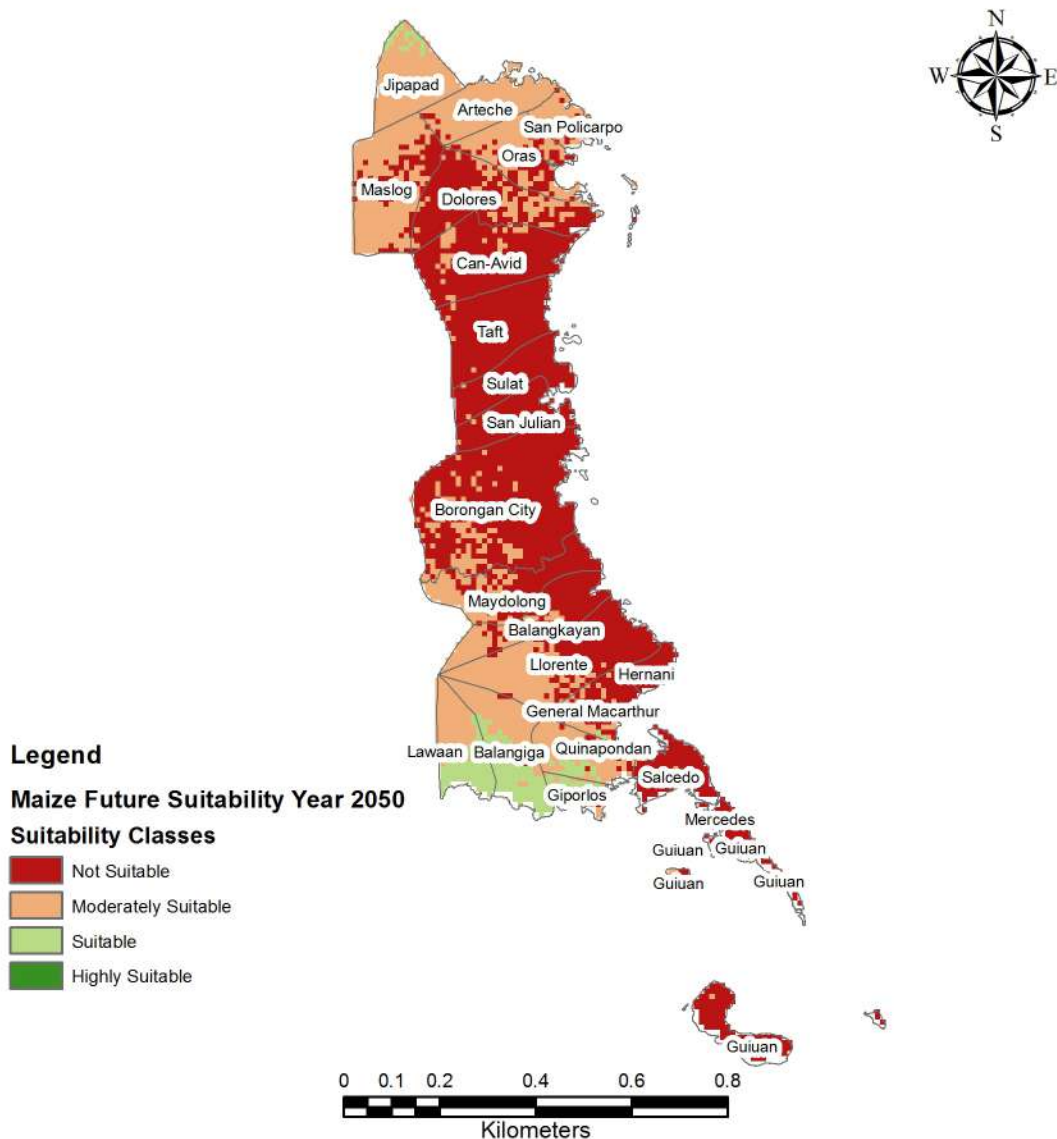 N
W E
S
Jipapad
Arteche
San Policarpo
Oras
Maslog
Dolores
Can-Avid
Taft
Sulat
San Julian
Borongan City
Maydolong
Balangkayan
Llorente
Hernani
General Macarthur
Lawaan
Balangiga
Quinapondan
Salcedo
Giporlos
Mercedes
Guiuan
Guiuan
Guiuan
Guiuan
Guiuan
Legend
Maize Future Suitability Year 2050
Suitability Classes
Not Suitable
Moderately Suitable
Suitable
Highly Suitable
0 0.1 0.2 0.4 0.6 0.8
Kilometers